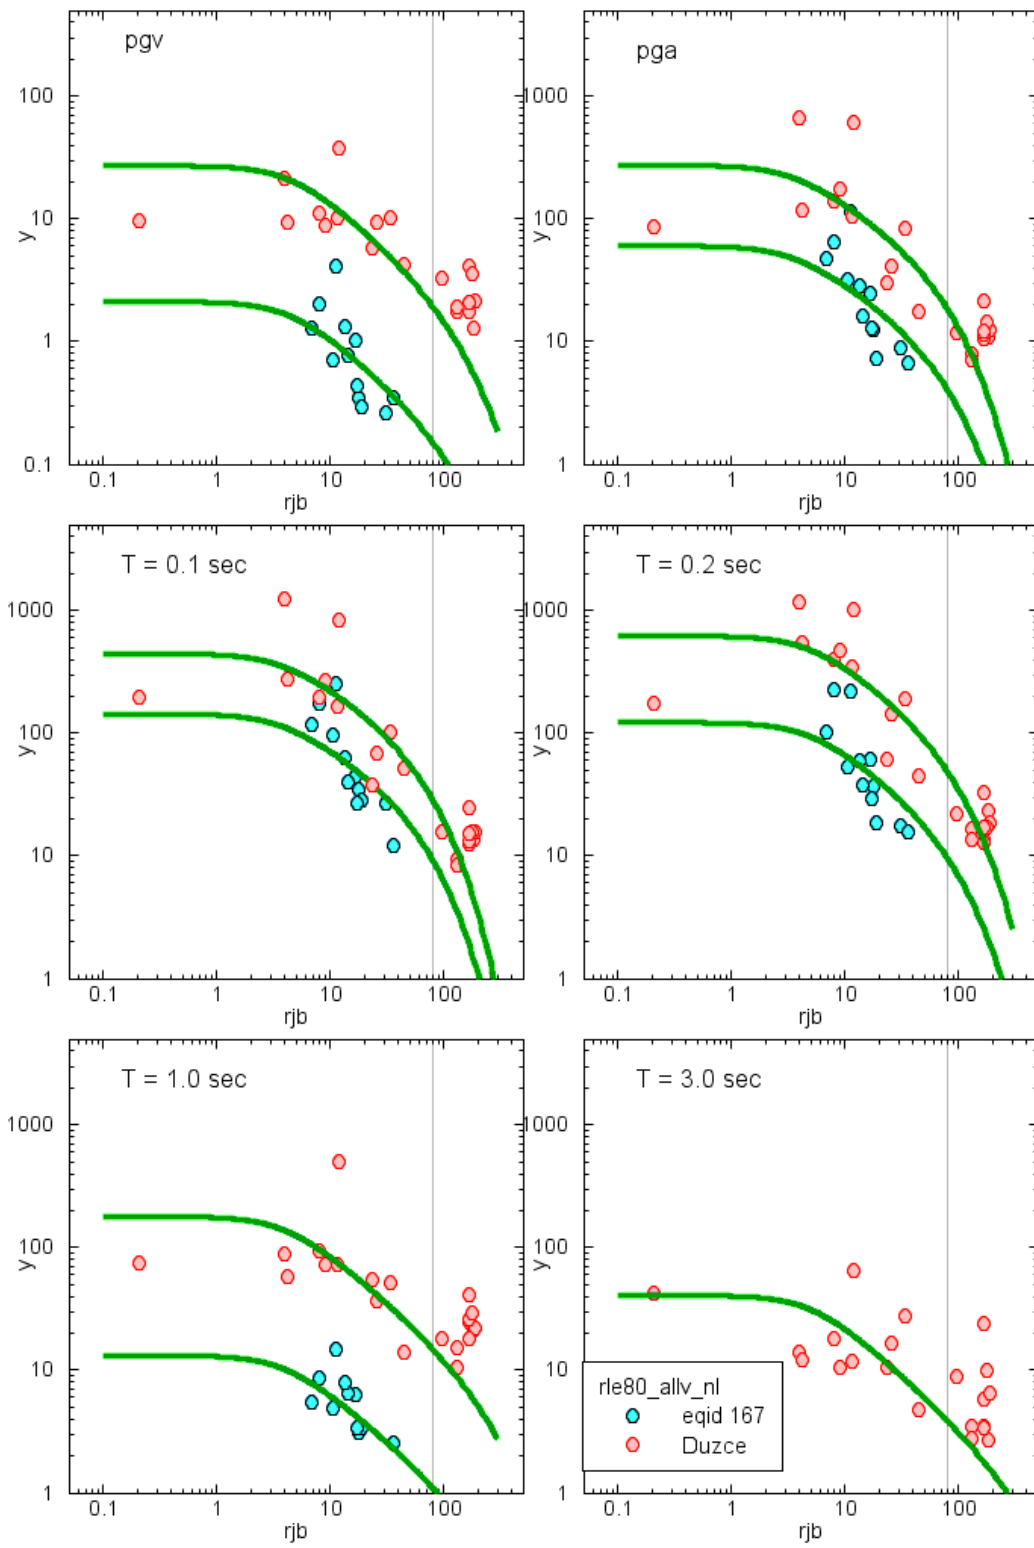 pgv
100
10
1
0.1
y
0.1 1 10 100
rjb
pga
1000
100
10
1
y
0.1 1 10 100
rjb
T = 0.1 sec
1000
100
10
1
y
0.1 1 10 100
rjb
T = 0.2 sec
1000
100
10
1
y
0.1 1 10 100
rjb
T = 1.0 sec
1000
100
10
1
y
0.1 1 10 100
rjb
T = 3.0 sec
1000
100
10
1
y
0.1 1 10 100
rjb
rle80_allv_nl
eqid 167
Duzce